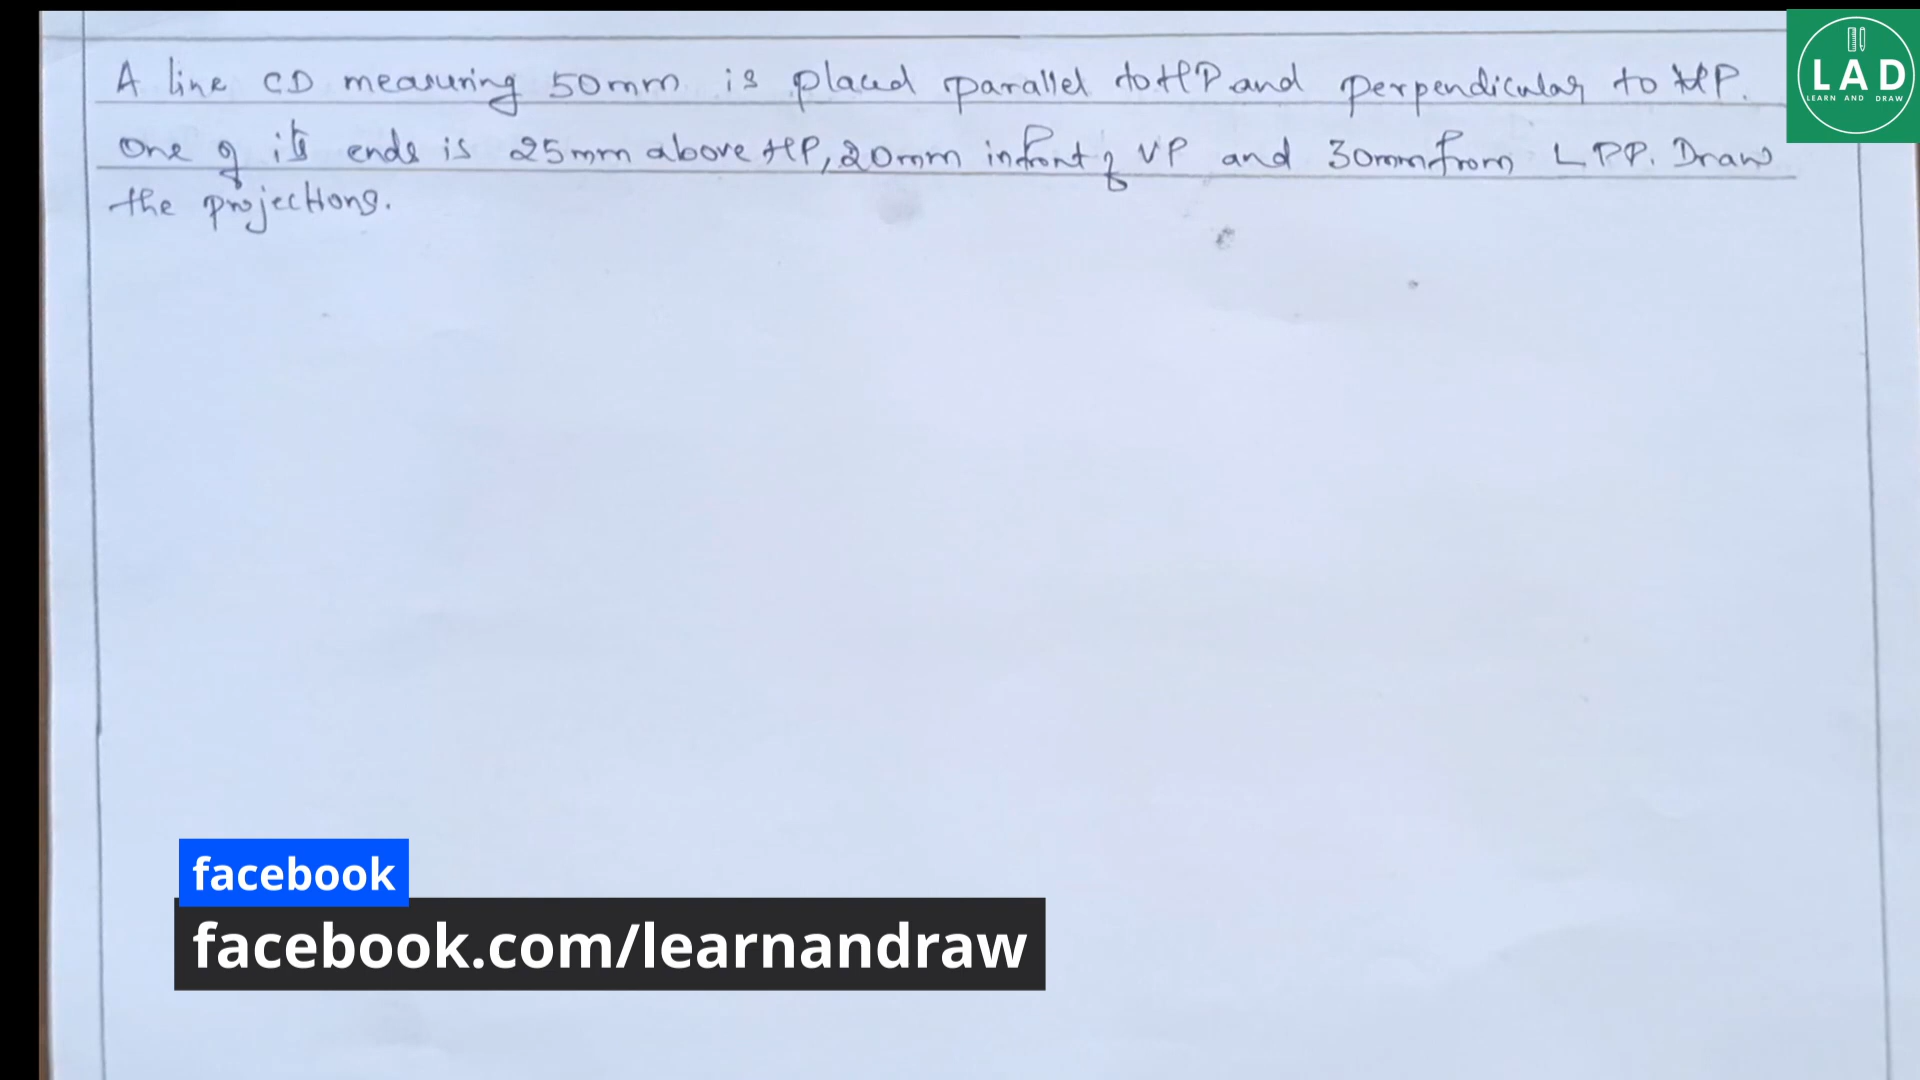 A line CD measuring 50mm is placed parallel to HP and perpendicular to HP.
One of its ends is 25mm above HP, 20mm infront of VP and 30mm from LPP. Draw
the projections.
LAD
LEARN AND DRAW
facebook
facebook.com/learnandraw